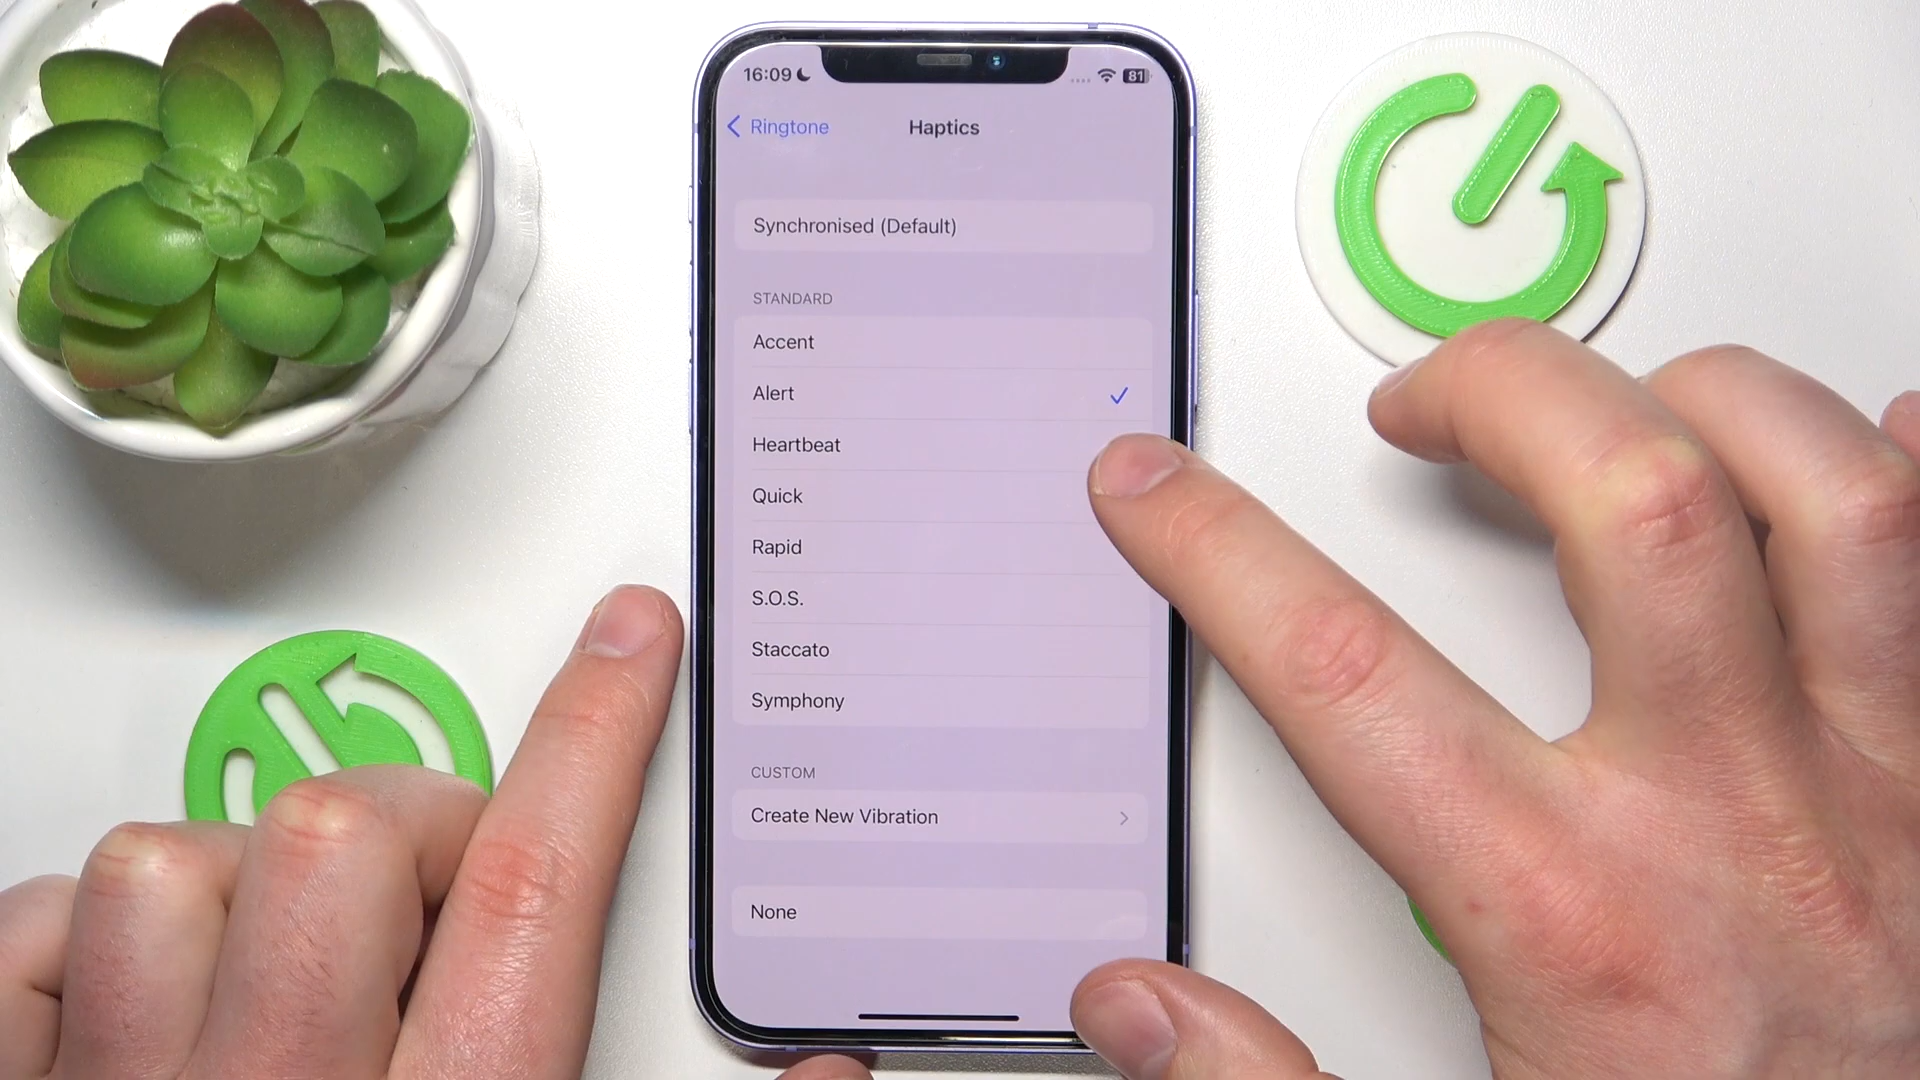 16:09
81
Ringtone
Haptics
Synchronised (Default)
STANDARD
Accent
Alert
Heartbeat
Quick
Rapid
S.O.S.
Staccato
Symphony
CUSTOM
Create New Vibration
None